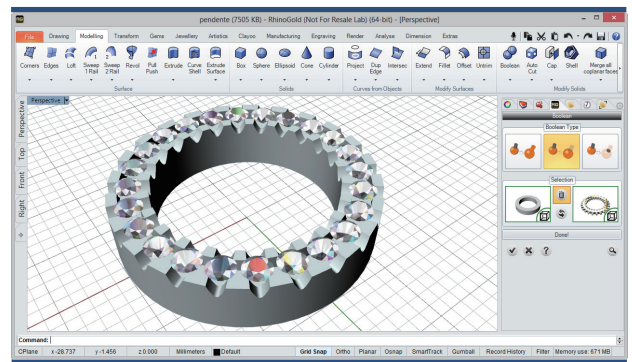 pendente (7505 KB) - RhinoGold (Not For Resale Lab) (64-bit) - [Perspective]
File Drawing Modelling Transform Gems Jewellery Artistics Clayoo Manufacturing Engraving Render Analyse Dimension Extras
Corners Edges Loft Sweep 1 Rail Sweep 2 Rail Revol Pull Push Extrude Curve Shell Extrude Surface Box Sphere Ellipsoid Cone Cylinder Project Dup Edge Intersec Extend Fillet Offset Untrim Boolean Auto Cut Cap Shell Merge all coplanar faces
Surface Solids Curves from Objects Modify Surfaces Modify Solids
Perspective
Perspective
Top
Front
Right
Boolean
Boolean Type
Selection
Done!
Command:
CPlane x -28.737 y -1.456 z 0.000 Millimeters Default Grid Snap Ortho Planar Osnap SmartTrack Gumball Record History Filter Memory use: 671 MB